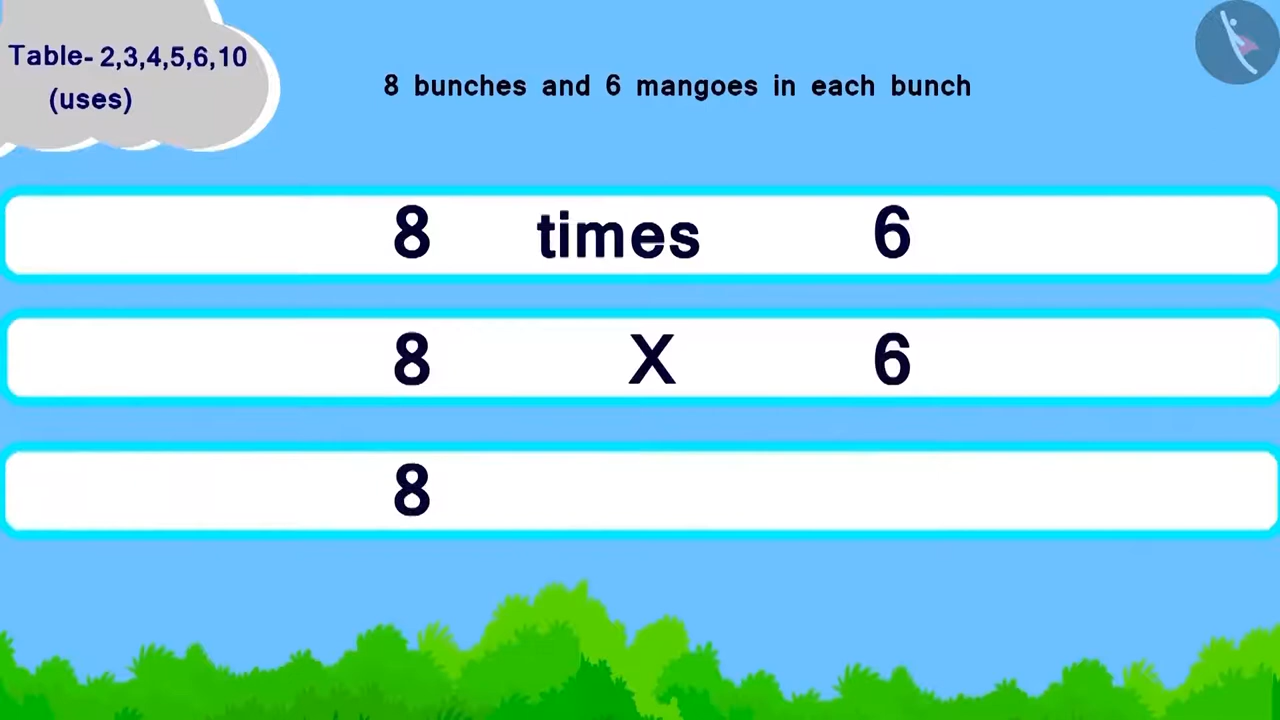 Table- 2,3,4,5,6,10
(uses)
8 bunches and 6 mangoes in each bunch
8 times 6
8 X 6
8